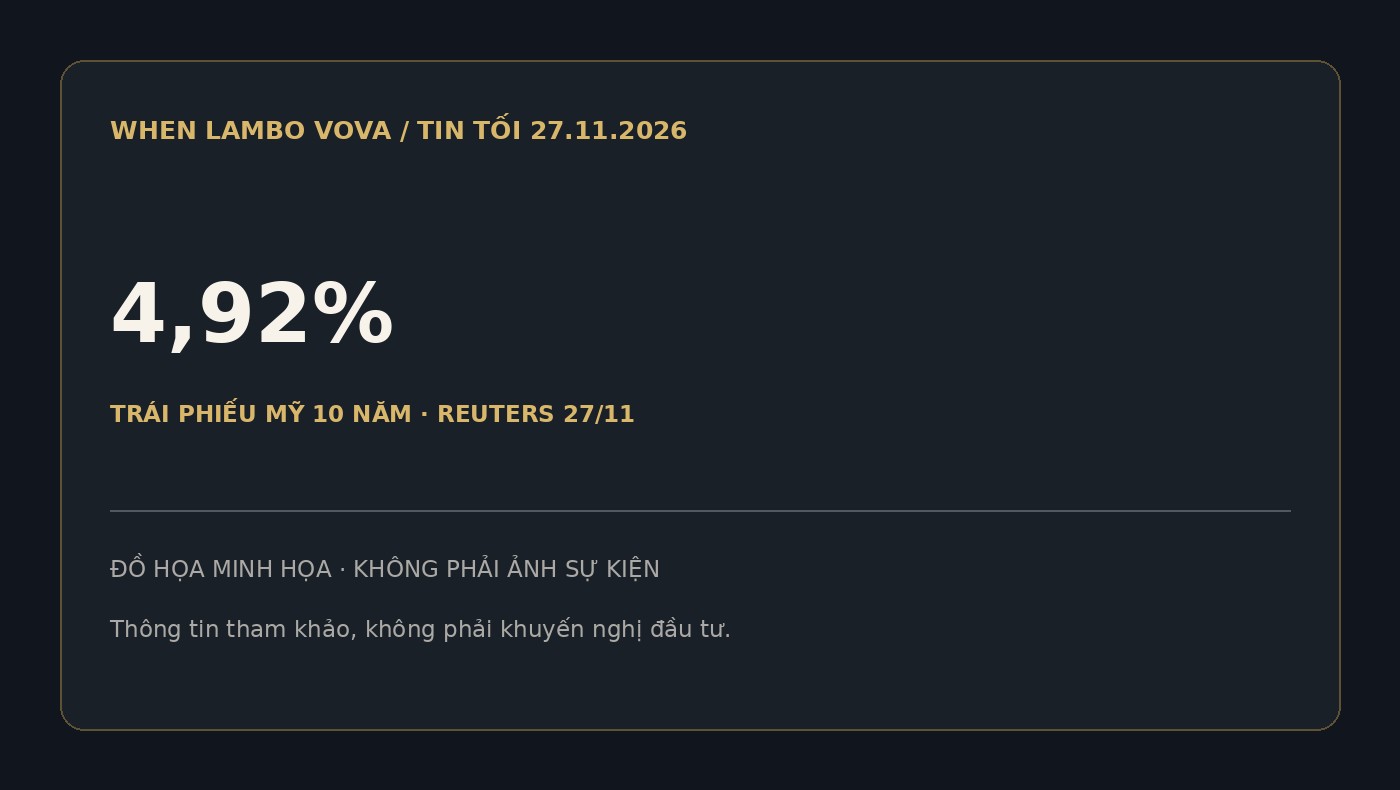 WHEN LAMBO VOVA / TIN TỐI 27.11.2026
4,92%
TRÁI PHIẾU MỸ 10 NĂM · REUTERS 27/11
ĐỒ HỌA MINH HỌA · KHÔNG PHẢI ẢNH SỰ KIỆN
Thông tin tham khảo, không phải khuyến nghị đầu tư.